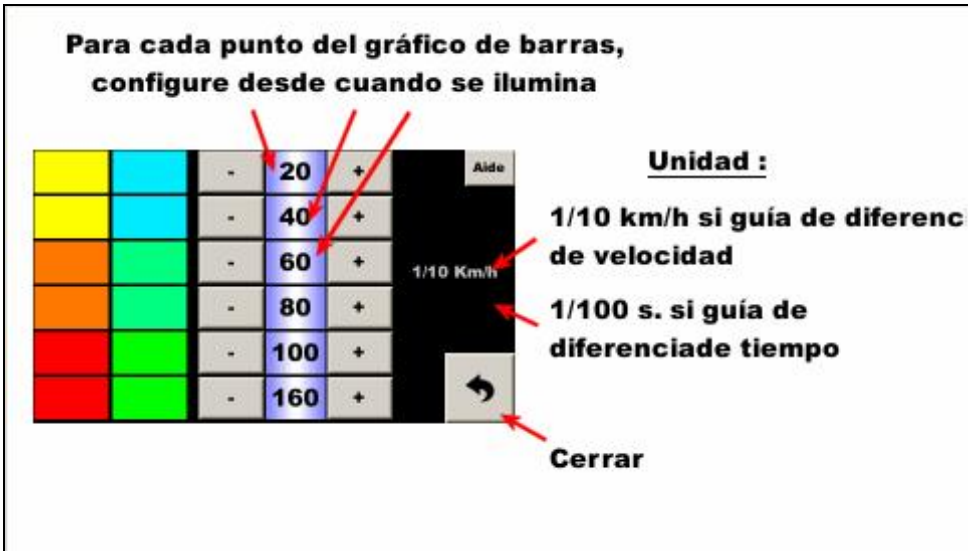 Para cada punto del gráfico de barras,
configure desde cuando se ilumina
- 20 + Aide
- 40 +
- 60 +
- 80 +
- 100 +
- 160 +
1/10 Km/h
Unidad :
1/10 km/h si guía de diferenc
de velocidad
1/100 s. si guía de
diferenciade tiempo
Cerrar